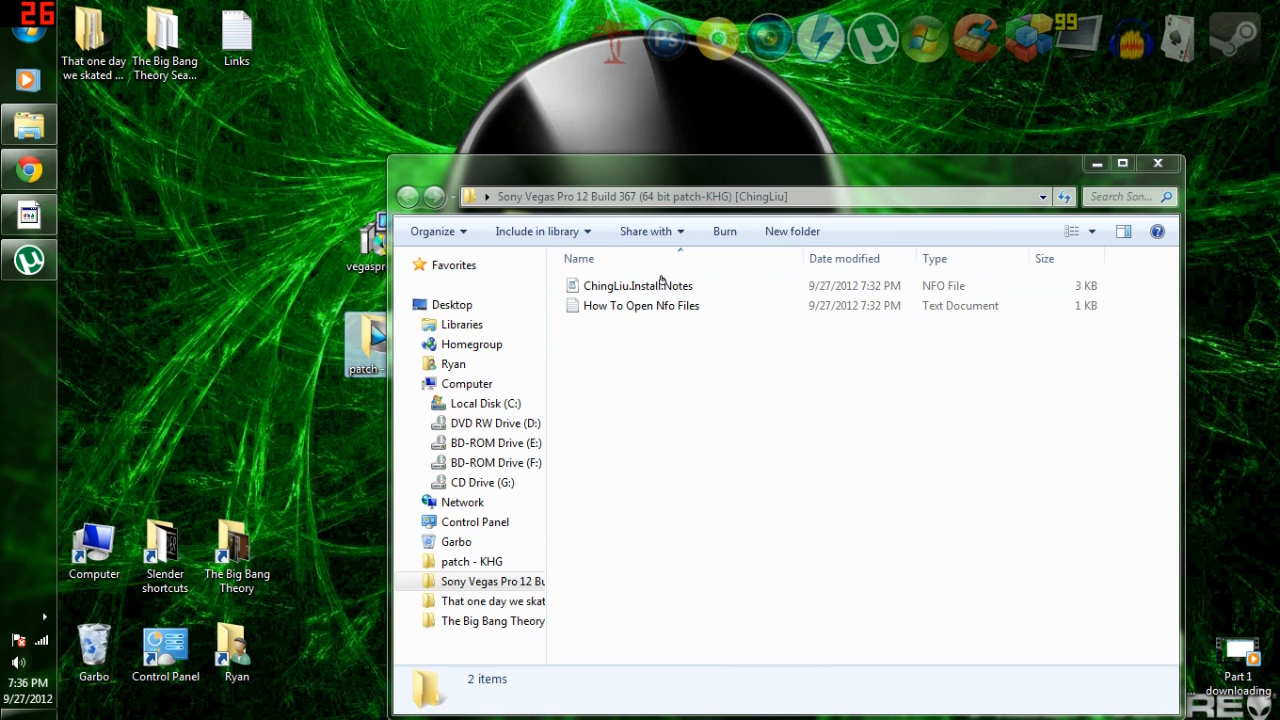 26
99
That one day
we skated ...
The Big Bang
Theory Sea...
Links
Sony Vegas Pro 12 Build 367 (64 bit patch-KHG) [ChingLiu]
Search Son...
Organize
Include in library
Share with
Burn
New folder
Name
Date modified
Type
Size
ChingLiu.Install.Notes
9/27/2012 7:32 PM
NFO File
3 KB
How To Open Nfo Files
9/27/2012 7:32 PM
Text Document
1 KB
Favorites
Desktop
Libraries
Homegroup
Ryan
Computer
Local Disk (C:)
DVD RW Drive (D:)
BD-ROM Drive (E:)
BD-ROM Drive (F:)
CD Drive (G:)
Network
Control Panel
Garbo
patch - KHG
Sony Vegas Pro 12 Bu
That one day we skat
The Big Bang Theory
2 items
vegaspr
patch -
Computer
Slender
shortcuts
The Big Bang
Theory
Garbo
Control Panel
Ryan
7:36 PM
9/27/2012
Part 1
downloading